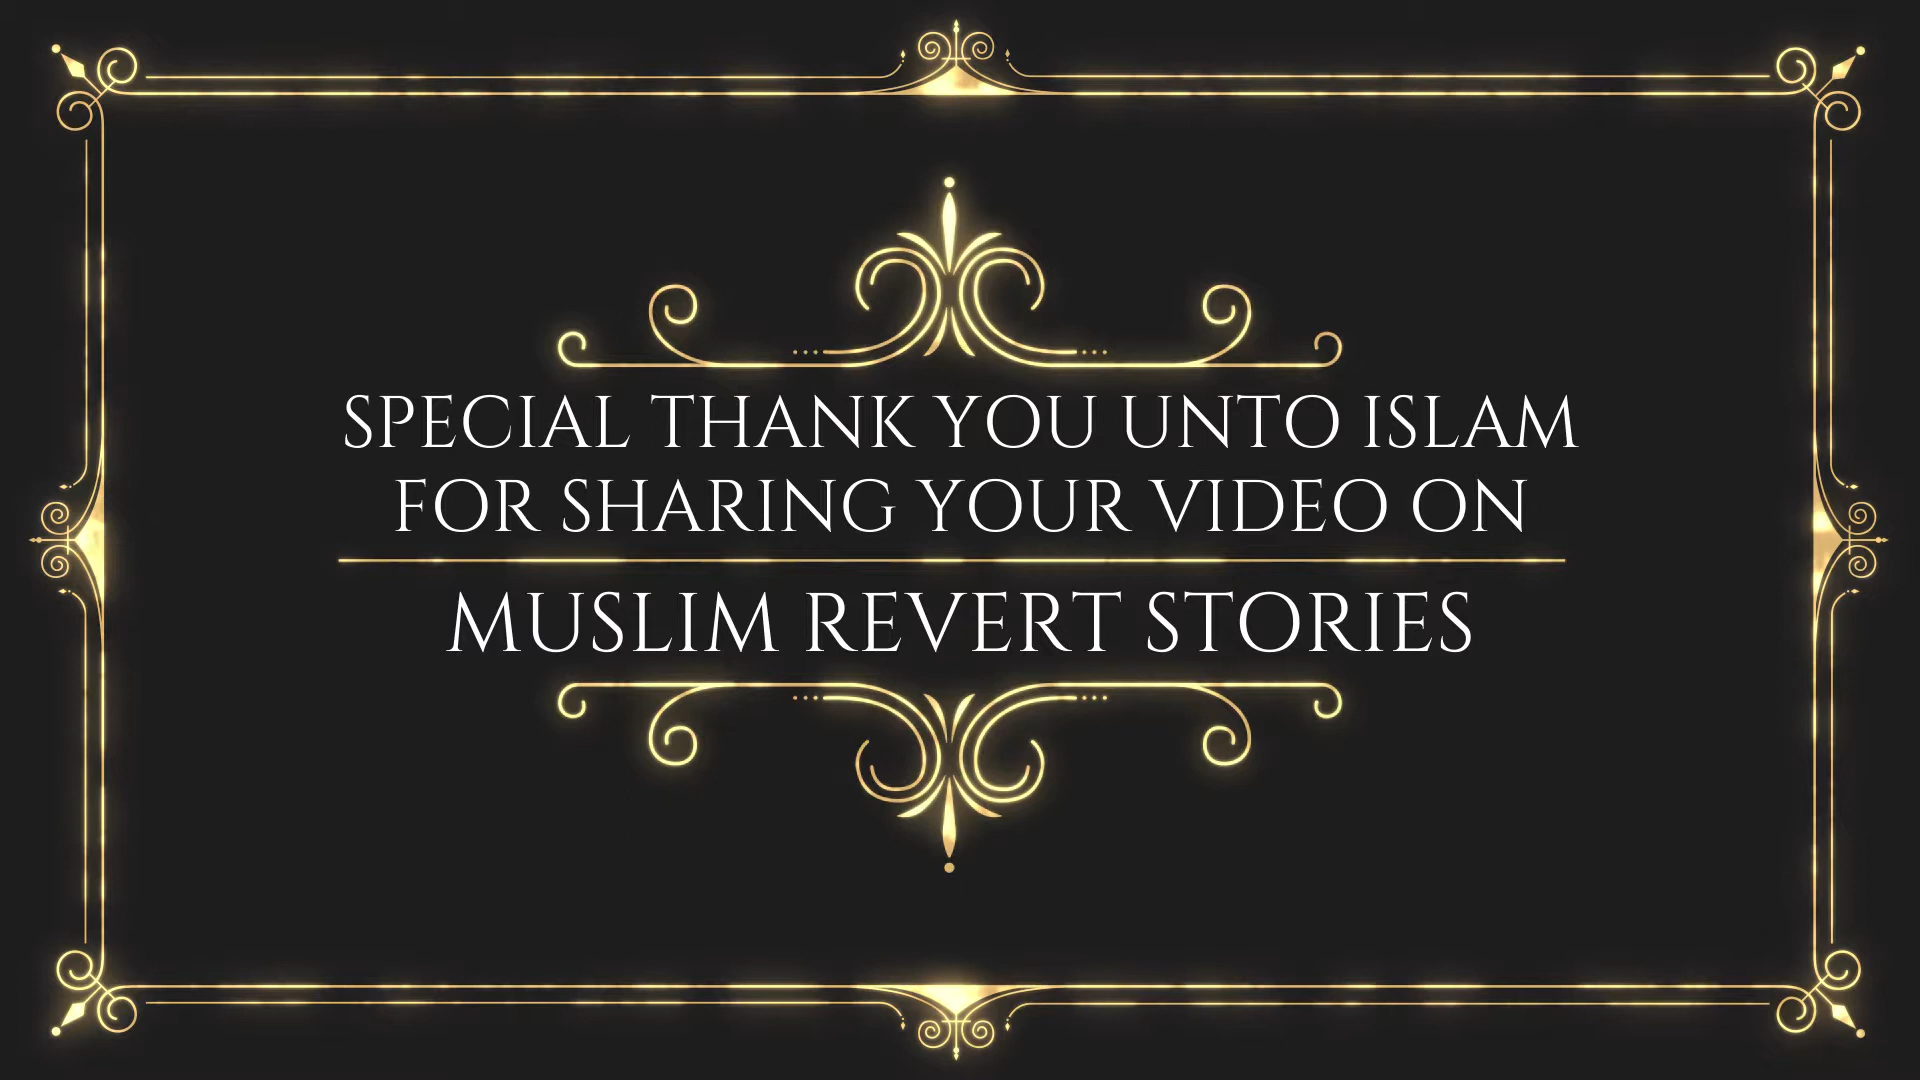 SPECIAL THANK YOU UNTO ISLAM
FOR SHARING YOUR VIDEO ON
MUSLIM REVERT STORIES